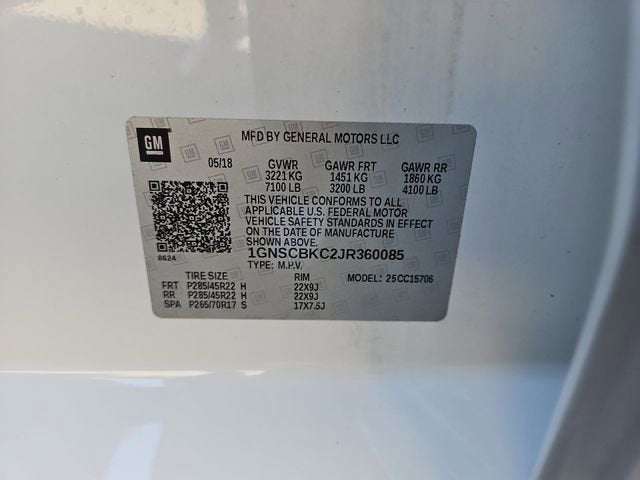 GM
MFD BY GENERAL MOTORS LLC
05/18 GVWR GAWR FRT GAWR RR
3221 KG 1451 KG 1860 KG
7100 LB 3200 LB 4100 LB
THIS VEHICLE CONFORMS TO ALL
APPLICABLE U.S. FEDERAL MOTOR
VEHICLE SAFETY STANDARDS IN EFFECT
ON THE DATE OF MANUFACTURE
SHOWN ABOVE.
8624 1GNSCBKC2JR360085
TYPE: M.P.V. MODEL: 25CC15706
TIRE SIZE RIM
FRT P285/45R22 H 22X9J
RR P285/45R22 H 22X9J
SPA P265/70R17 S 17X7.5J